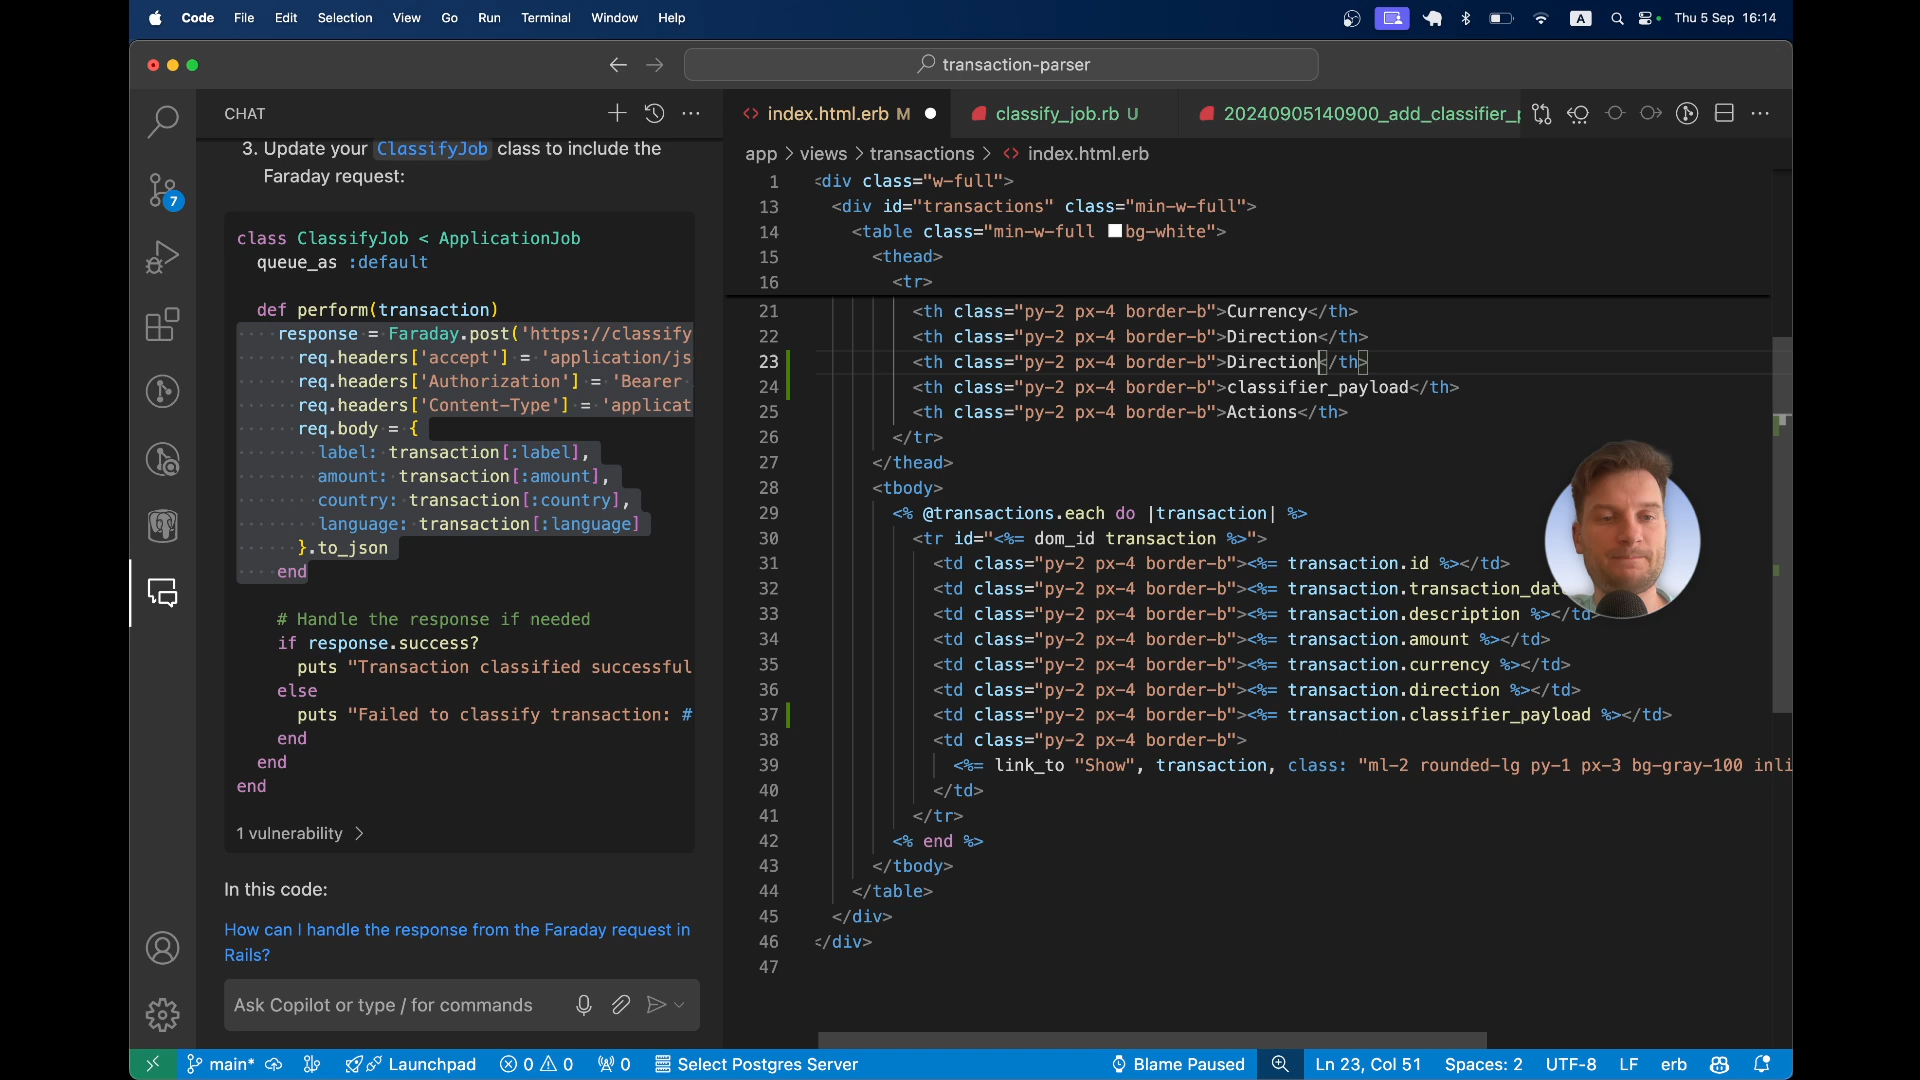 Code File Edit Selection View Go Run Terminal Window Help A Thu 5 Sep 16:14
transaction-parser
CHAT
3. Update your ClassifyJob class to include the
Faraday request:
class ClassifyJob < ApplicationJob
queue_as :default
def perform(transaction)
response = Faraday.post('https://classify
req.headers['accept'] = 'application/js
req.headers['Authorization'] = 'Bearer
req.headers['Content-Type'] = 'applicat
req.body = {
label: transaction[:label],
amount: transaction[:amount],
country: transaction[:country],
language: transaction[:language]
}.to_json
end
# Handle the response if needed
if response.success?
puts "Transaction classified successful
else
puts "Failed to classify transaction: #
end
end
end
1 vulnerability >
In this code:
How can I handle the response from the Faraday request in
Rails?
Ask Copilot or type / for commands
7
index.html.erb M
classify_job.rb U
20240905140900_add_classifier_p
app > views > transactions > index.html.erb
1 <div class="w-full">
13 <div id="transactions" class="min-w-full">
14 <table class="min-w-full bg-white">
15 <thead>
16 <tr>
21 <th class="py-2 px-4 border-b">Currency</th>
22 <th class="py-2 px-4 border-b">Direction</th>
23 <th class="py-2 px-4 border-b">Direction</th>
24 <th class="py-2 px-4 border-b">classifier_payload</th>
25 <th class="py-2 px-4 border-b">Actions</th>
26 </tr>
27 </thead>
28 <tbody>
29 <% @transactions.each do |transaction| %>
30 <tr id="<%= dom_id transaction %>">
31 <td class="py-2 px-4 border-b"><%= transaction.id %></td>
32 <td class="py-2 px-4 border-b"><%= transaction.transaction_dat
33 <td class="py-2 px-4 border-b"><%= transaction.description %></td>
34 <td class="py-2 px-4 border-b"><%= transaction.amount %></td>
35 <td class="py-2 px-4 border-b"><%= transaction.currency %></td>
36 <td class="py-2 px-4 border-b"><%= transaction.direction %></td>
37 <td class="py-2 px-4 border-b"><%= transaction.classifier_payload %></td>
38 <td class="py-2 px-4 border-b">
39 <%= link_to "Show", transaction, class: "ml-2 rounded-lg py-1 px-3 bg-gray-100 inli
40 </td>
41 </tr>
42 <% end %>
43 </tbody>
44 </table>
45 </div>
46 </div>
47
main* Launchpad 0 0 0 Select Postgres Server Blame Paused Ln 23, Col 51 Spaces: 2 UTF-8 LF erb